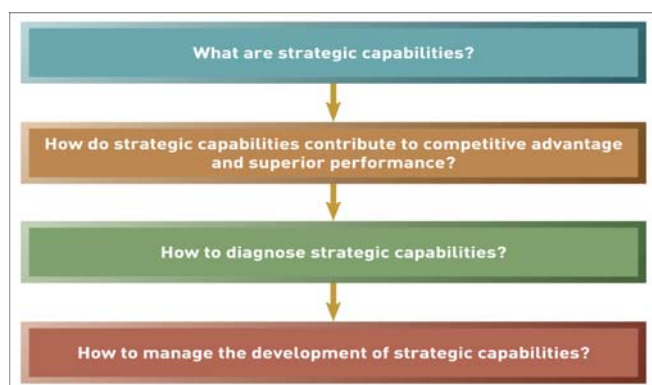 What are strategic capabilities?
How do strategic capabilities contribute to competitive advantage
and superior performance?
How to diagnose strategic capabilities?
How to manage the development of strategic capabilities?